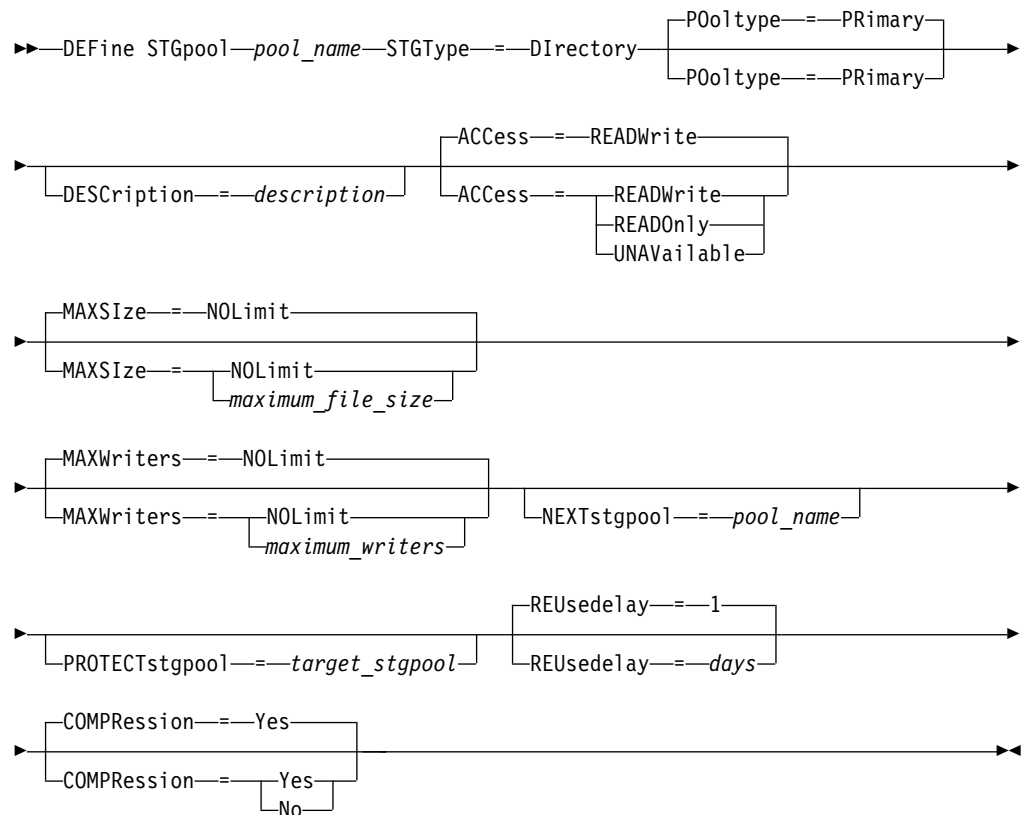 POoltype = PRimary
DEFine STGpool pool_name STGType = DIrectory
POoltype = PRimary
ACCess = READWrite
DESCription = description
ACCess = READWrite
READOnly
UNAVailable
MAXSIze = NOLimit
MAXSIze = NOLimit
maximum_file_size
MAXWriters = NOLimit
MAXWriters = NOLimit
maximum_writers
NEXTstgpool = pool_name
REUsedelay = 1
PROTECTstgpool = target_stgpool
REUsedelay = days
COMPRession = Yes
COMPRession = Yes
No